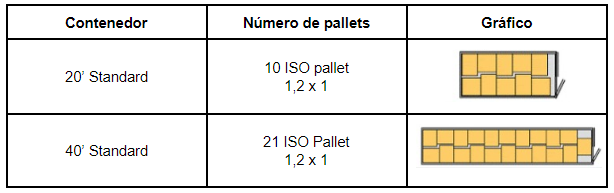 Contenedor
Número de pallets
Gráfico
20’ Standard
10 ISO pallet
1,2 x 1
40’ Standard
21 ISO Pallet
1,2 x 1